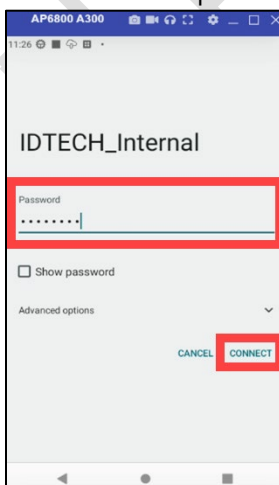 AP6800 A300
11:26
IDTECH_Internal
Password
••••••••
Show password
Advanced options
CANCEL CONNECT